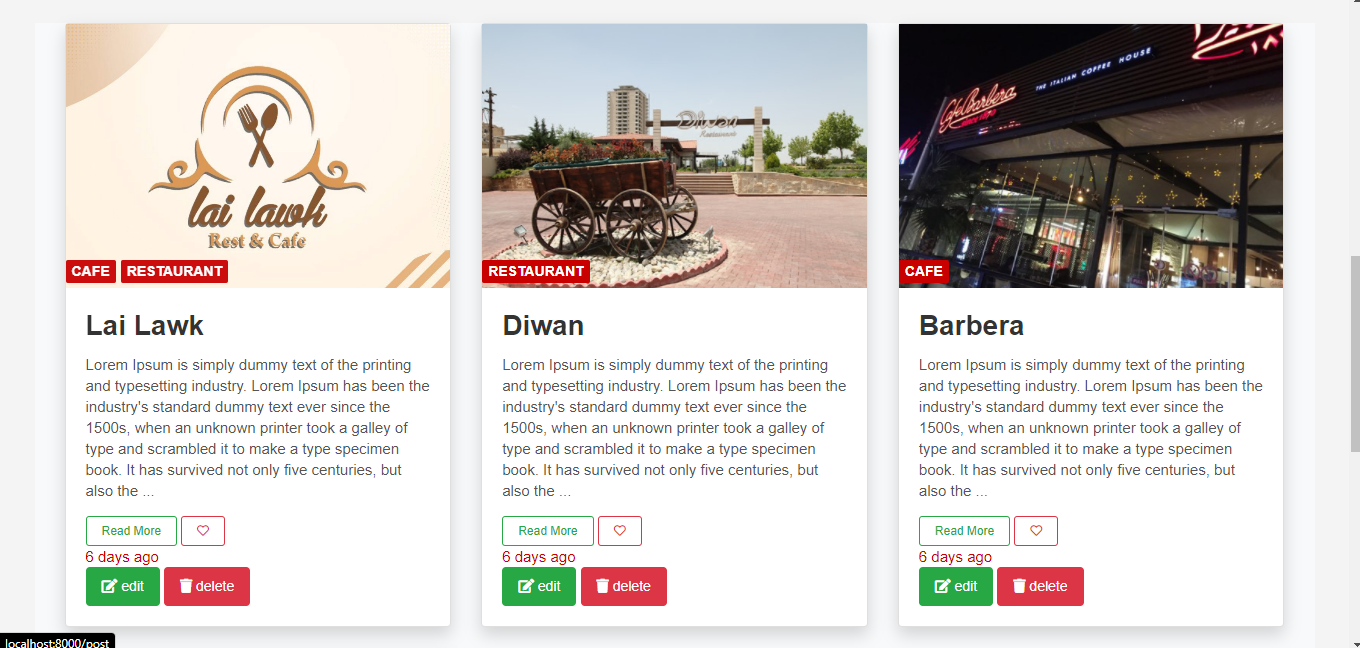 lai lawk
Rest & Cafe
CAFE RESTAURANT
Lai Lawk
Lorem Ipsum is simply dummy text of the printing
and typesetting industry. Lorem Ipsum has been the
industry's standard dummy text ever since the
1500s, when an unknown printer took a galley of
type and scrambled it to make a type specimen
book. It has survived not only five centuries, but
also the ...
Read More
6 days ago
edit delete
Diwan
Restaurant
RESTAURANT
Diwan
Lorem Ipsum is simply dummy text of the printing
and typesetting industry. Lorem Ipsum has been the
industry's standard dummy text ever since the
1500s, when an unknown printer took a galley of
type and scrambled it to make a type specimen
book. It has survived not only five centuries, but
also the ...
Read More
6 days ago
edit delete
THE ITALIAN COFFEE HOUSE
Cafe Barbera
CAFE
Barbera
Lorem Ipsum is simply dummy text of the printing
and typesetting industry. Lorem Ipsum has been the
industry's standard dummy text ever since the
1500s, when an unknown printer took a galley of
type and scrambled it to make a type specimen
book. It has survived not only five centuries, but
also the ...
Read More
6 days ago
edit delete
localhost:8000/post